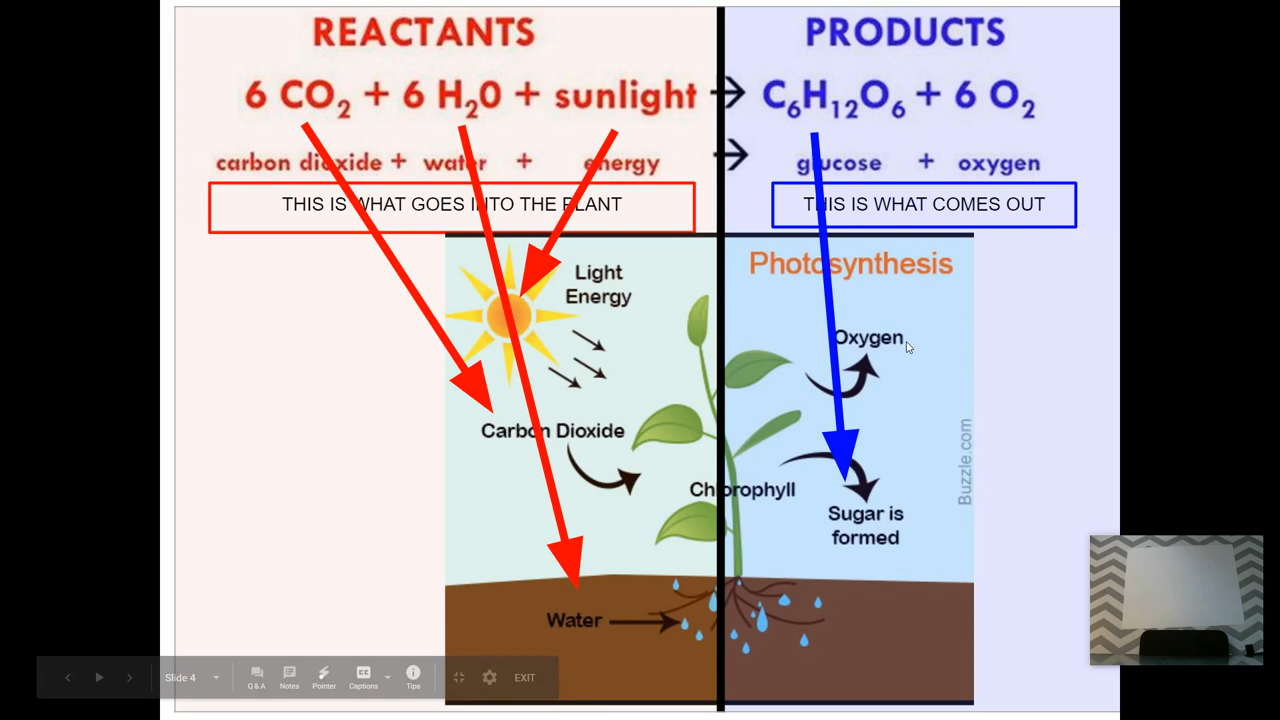 REACTANTS
PRODUCTS
6 CO₂ + 6 H₂0 + sunlight → C₆H₁₂O₆ + 6 O₂
carbon dioxide + water + energy → glucose + oxygen
THIS IS WHAT GOES INTO THE PLANT
THIS IS WHAT COMES OUT
Photosynthesis
Light
Energy
Oxygen
Carbon Dioxide
Chlorophyll
Sugar is
formed
Buzzle.com
Water
Slide 4
Q & A
Notes
Pointer
Captions
CC
Tips
EXIT